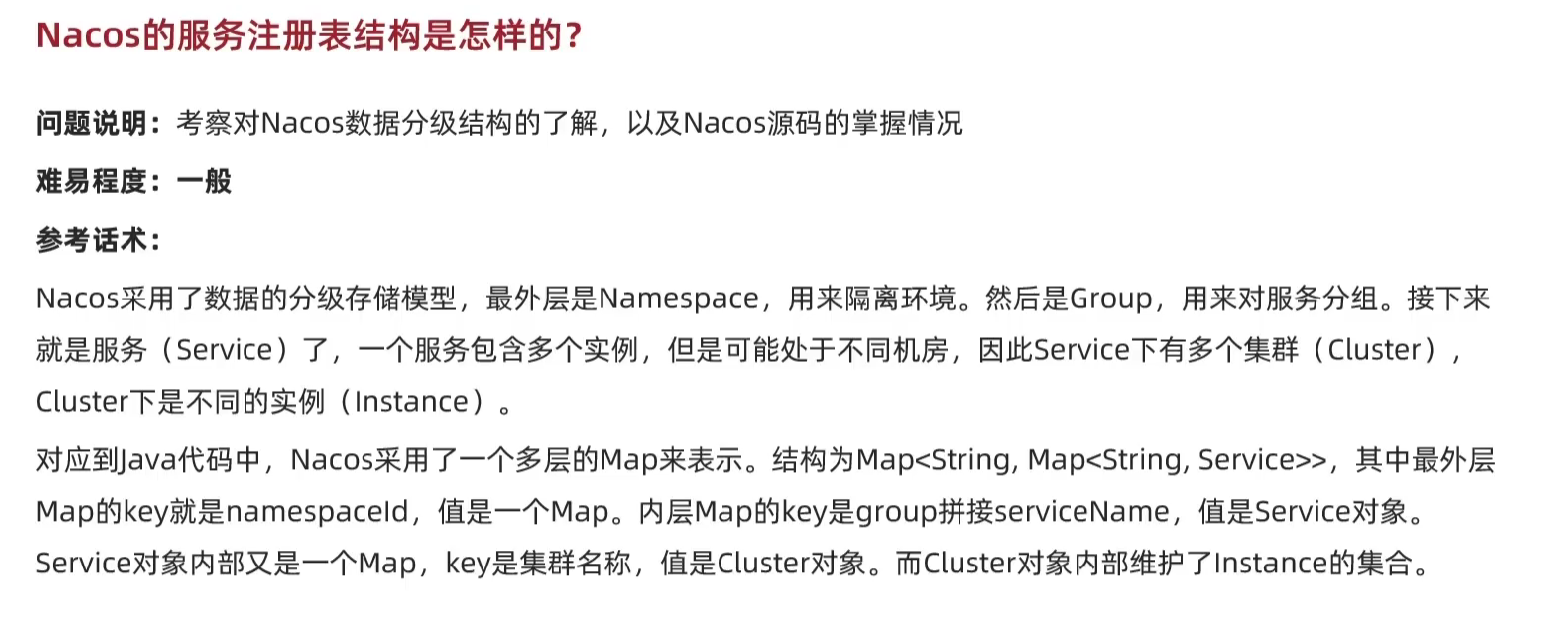 Nacos的服务注册表结构是怎样的？
问题说明：考察对Nacos数据分级结构的了解，以及Nacos源码的掌握情况
难易程度：一般
参考话术：
Nacos采用了数据的分级存储模型，最外层是Namespace，用来隔离环境。然后是Group，用来对服务分组。接下来
就是服务（Service）了，一个服务包含多个实例，但是可能处于不同机房，因此Service下有多个集群（Cluster），
Cluster下是不同的实例（Instance）。
对应到Java代码中，Nacos采用了一个多层的Map来表示。结构为Map<String, Map<String, Service>>，其中最外层
Map的key就是namespaceId，值是一个Map。内层Map的key是group拼接serviceName，值是Service对象。
Service对象内部又是一个Map，key是集群名称，值是Cluster对象。而Cluster对象内部维护了Instance的集合。